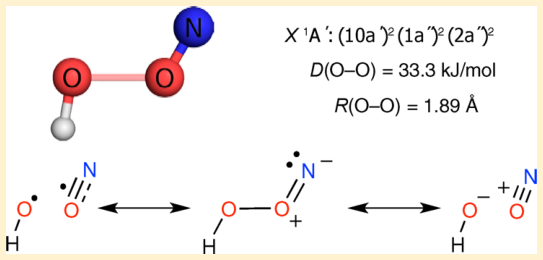 N
O O
X ¹A′: (10a′)²(1a″)²(2a″)²
D(O–O) = 33.3 kJ/mol
R(O–O) = 1.89 Å
N N − N
O • • O O O + O − + O
H H H